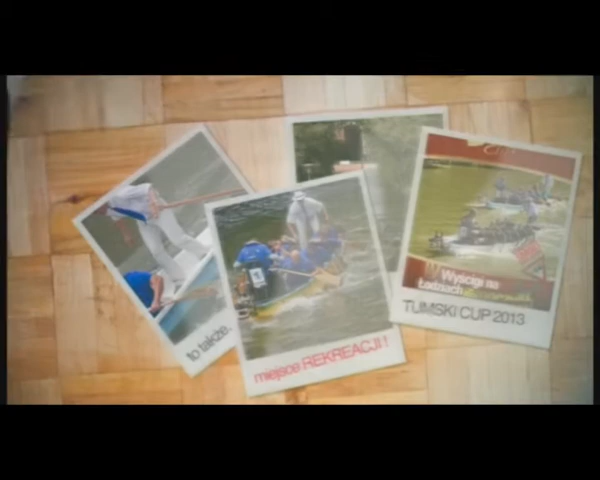 to także.
miejsce REKREACJI !
Wyścigi na
Łodziach
TUMSKI CUP 2013